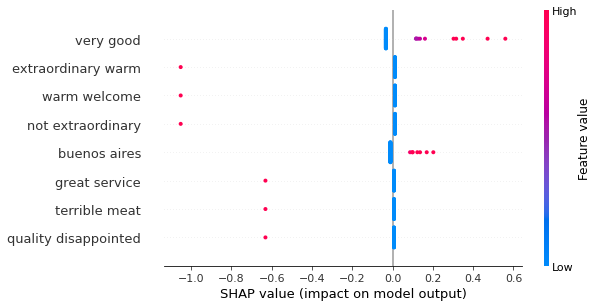 High
very good
extraordinary warm
warm welcome
not extraordinary
buenos aires
great service
terrible meat
quality disappointed
Feature value
Low
−1.0 −0.8 −0.6 −0.4 −0.2 0.0 0.2 0.4 0.6
SHAP value (impact on model output)